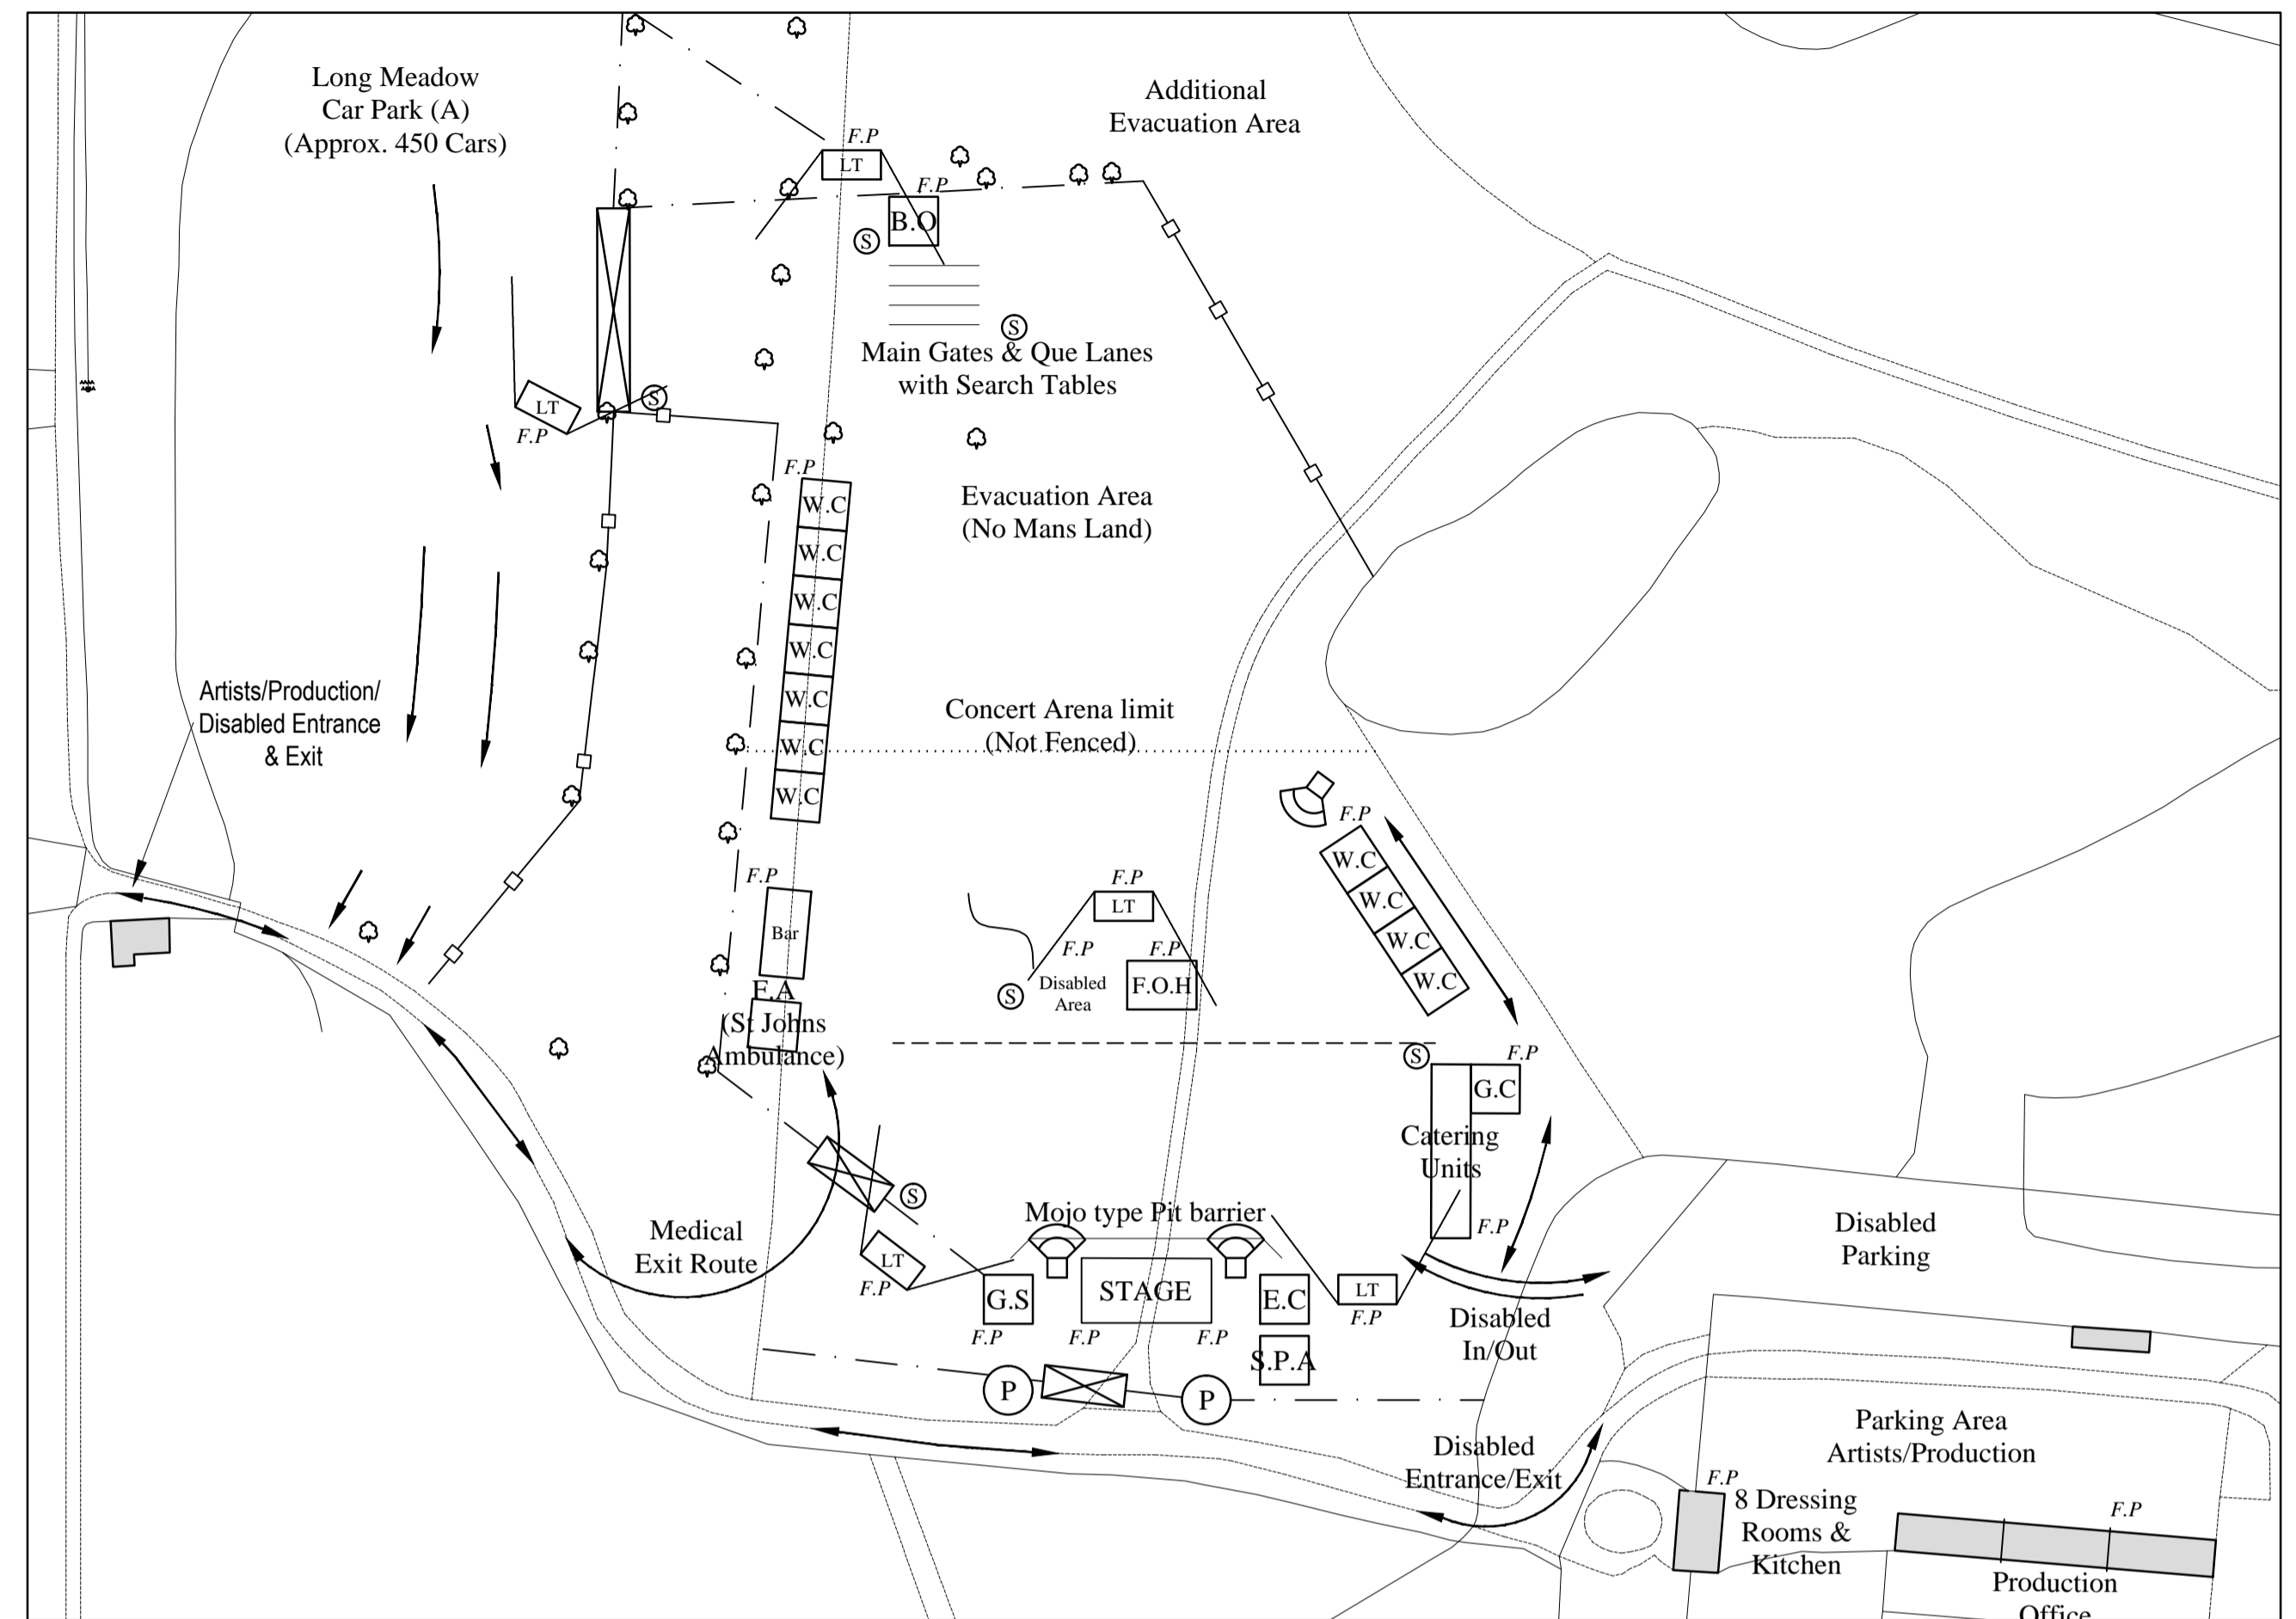 Long Meadow
Car Park (A)
(Approx. 450 Cars)
Additional
Evacuation Area
F.P
LT
F.P
B.O
S
S
Main Gates & Que Lanes
with Search Tables
S
LT
F.P
F.P
W.C
W.C
W.C
W.C
W.C
W.C
W.C
Evacuation Area
(No Mans Land)
Artists/Production/
Disabled Entrance
& Exit
Concert Arena limit
(Not Fenced)
F.P
W.C
W.C
W.C
W.C
F.P
Bar
F.P
LT
F.P
F.P
S
Disabled
Area
F.O.H
F.A
(St Johns
Ambulance)
S
F.P
G.C
Catering
Units
F.P
S
Medical
Exit Route
LT
F.P
Mojo type Pit barrier
G.S
F.P
STAGE
F.P
F.P
E.C
S.P.A
LT
F.P
Disabled
In/Out
Disabled
Parking
P
P
Disabled
Entrance/Exit
Parking Area
Artists/Production
F.P
8 Dressing
Rooms &
Kitchen
F.P
Production
Office